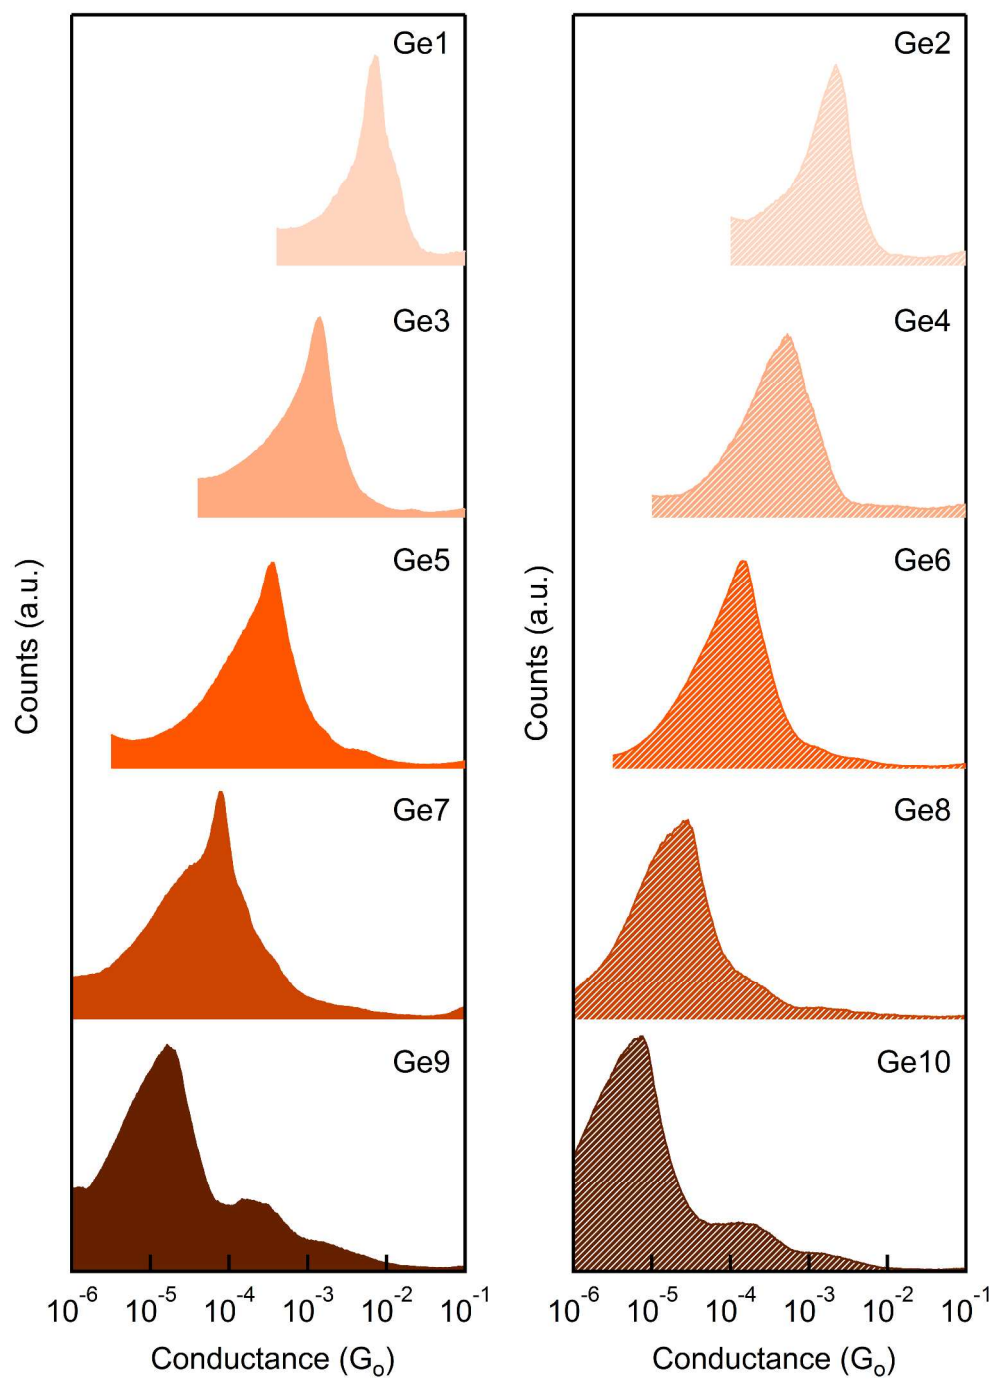 Ge1
Ge2
Ge3
Ge4
Ge5
Ge6
Ge7
Ge8
Ge9
Ge10
Counts (a.u.)
Counts (a.u.)
10⁻⁶ 10⁻⁵ 10⁻⁴ 10⁻³ 10⁻² 10⁻¹
10⁻⁶ 10⁻⁵ 10⁻⁴ 10⁻³ 10⁻² 10⁻¹
Conductance (Gₒ)
Conductance (Gₒ)